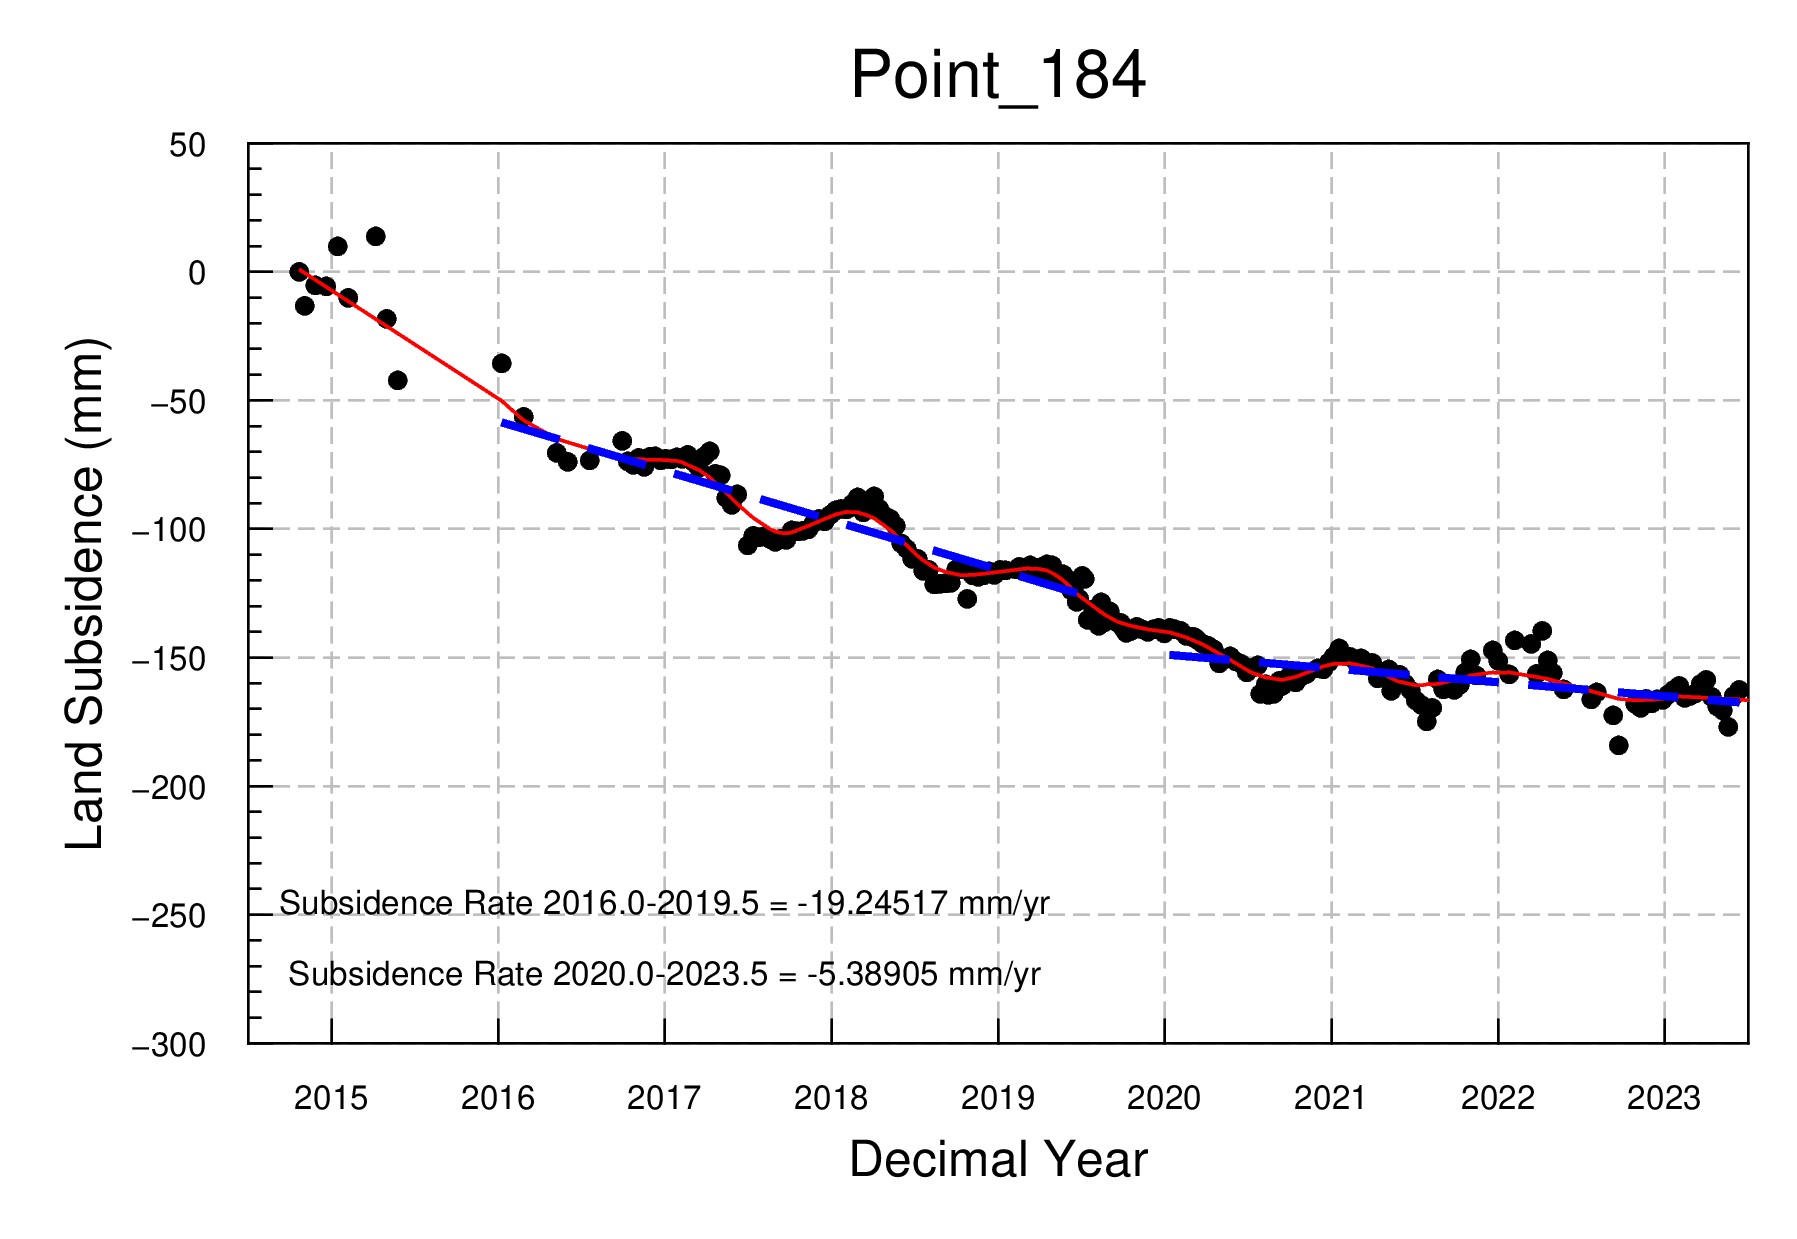 Point_184
50
0
−50
−100
−150
−200
−250
−300
Land Subsidence (mm)
Subsidence Rate 2016.0-2019.5 = -19.24517 mm/yr
Subsidence Rate 2020.0-2023.5 = -5.38905 mm/yr
2015 2016 2017 2018 2019 2020 2021 2022 2023
Decimal Year